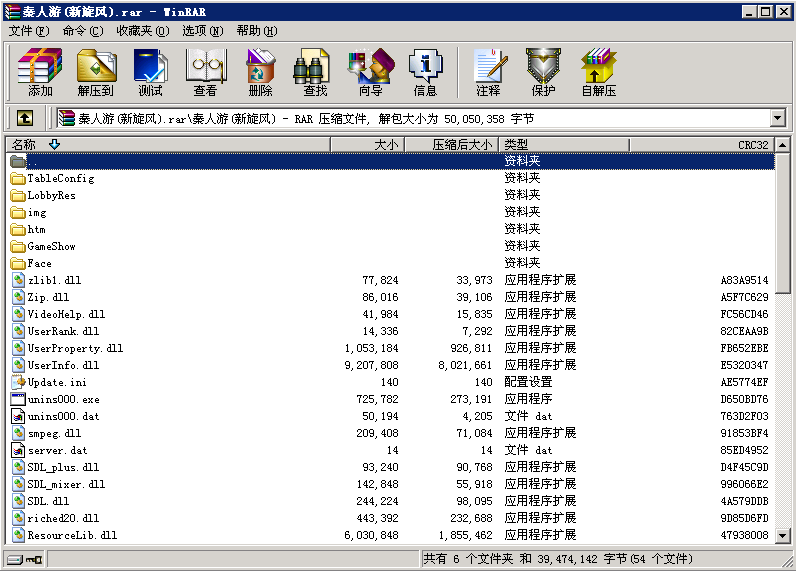 秦人游(新旋风).rar - WinRAR
文件(F) 命令(C) 收藏夹(O) 选项(N) 帮助(H)
添加 解压到 测试 查看 删除 查找 向导 信息 注释 保护 自解压
秦人游(新旋风).rar\秦人游(新旋风) - RAR 压缩文件, 解包大小为 50,050,358 字节
名称 大小 压缩后大小 类型 CRC32
.. 资料夹
TableConfig 资料夹
LobbyRes 资料夹
img 资料夹
htm 资料夹
GameShow 资料夹
Face 资料夹
zlib1.dll 77,824 33,973 应用程序扩展 A83A9514
Zip.dll 86,016 39,106 应用程序扩展 A5F7C629
VideoHelp.dll 41,984 15,835 应用程序扩展 FC56CD46
UserRank.dll 14,336 7,292 应用程序扩展 82CEAA9B
UserProperty.dll 1,053,184 926,811 应用程序扩展 FB652EBE
UserInfo.dll 9,207,808 8,021,661 应用程序扩展 E5320347
Update.ini 140 140 配置设置 AE5774EF
unins000.exe 725,782 273,191 应用程序 D650BD76
unins000.dat 50,194 4,205 文件 dat 763D2F03
smpeg.dll 209,408 71,084 应用程序扩展 91853BF4
server.dat 14 14 文件 dat 85ED4952
SDL_plus.dll 93,240 90,768 应用程序扩展 D4F45C9D
SDL_mixer.dll 142,848 55,918 应用程序扩展 996066E2
SDL.dll 244,224 98,095 应用程序扩展 4A579DDB
riched20.dll 443,392 232,688 应用程序扩展 9D85D6FD
ResourceLib.dll 6,030,848 1,855,462 应用程序扩展 47938008
共有 6 个文件夹 和 39,474,142 字节(54 个文件)